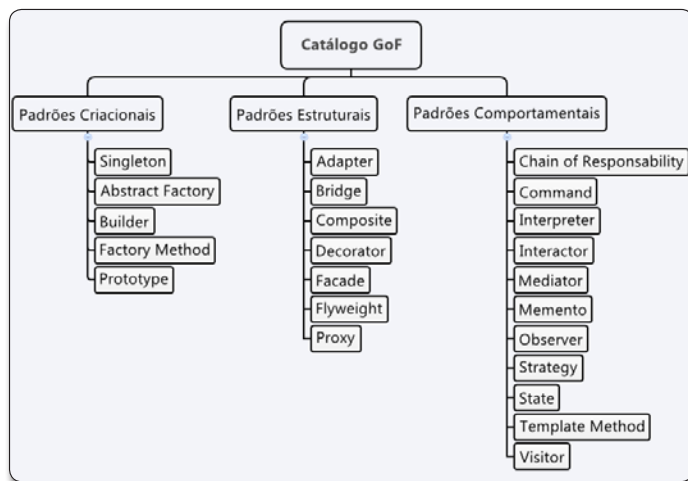 Catálogo GoF
Padrões Criacionais
Singleton
Abstract Factory
Builder
Factory Method
Prototype
Padrões Estruturais
Adapter
Bridge
Composite
Decorator
Facade
Flyweight
Proxy
Padrões Comportamentais
Chain of Responsability
Command
Interpreter
Interactor
Mediator
Memento
Observer
Strategy
State
Template Method
Visitor